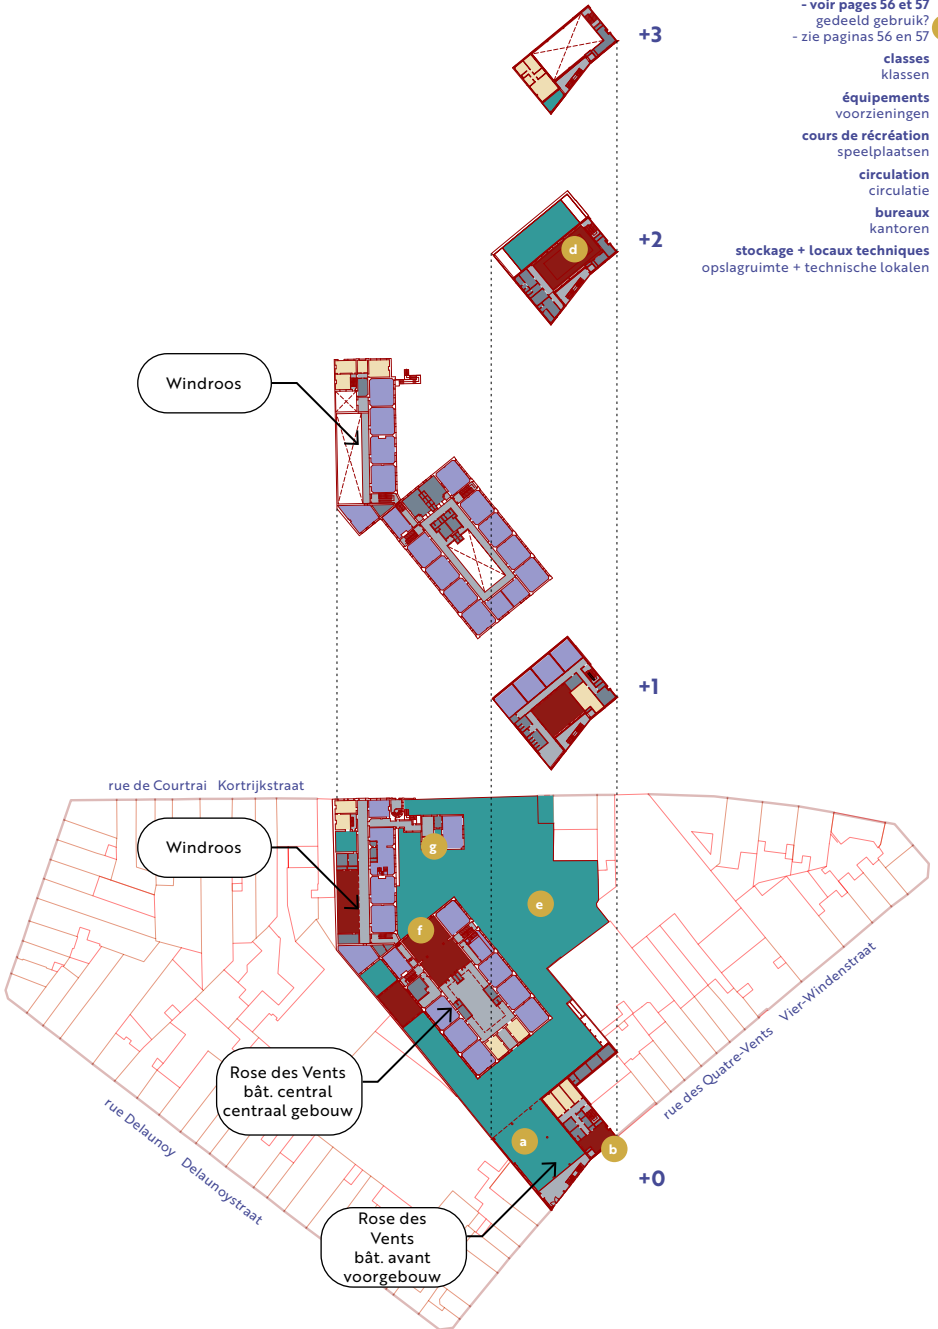 - voir pages 56 et 57
gedeeld gebruik?
- zie paginas 56 en 57
classes
klassen
équipements
voorzieningen
cours de récréation
speelplaatsen
circulation
circulatie
bureaux
kantoren
stockage + locaux techniques
opslagruimte + technische lokalen
+3
+2
d
Windroos
+1
rue de Courtrai Kortrijkstraat
Windroos
g
e
f
rue des Quatre-Vents Vier-Windenstraat
Rose des Vents
bât. central
centraal gebouw
rue Delaunoy Delaunoystraat
a
b
+0
Rose des
Vents
bât. avant
voorgebouw